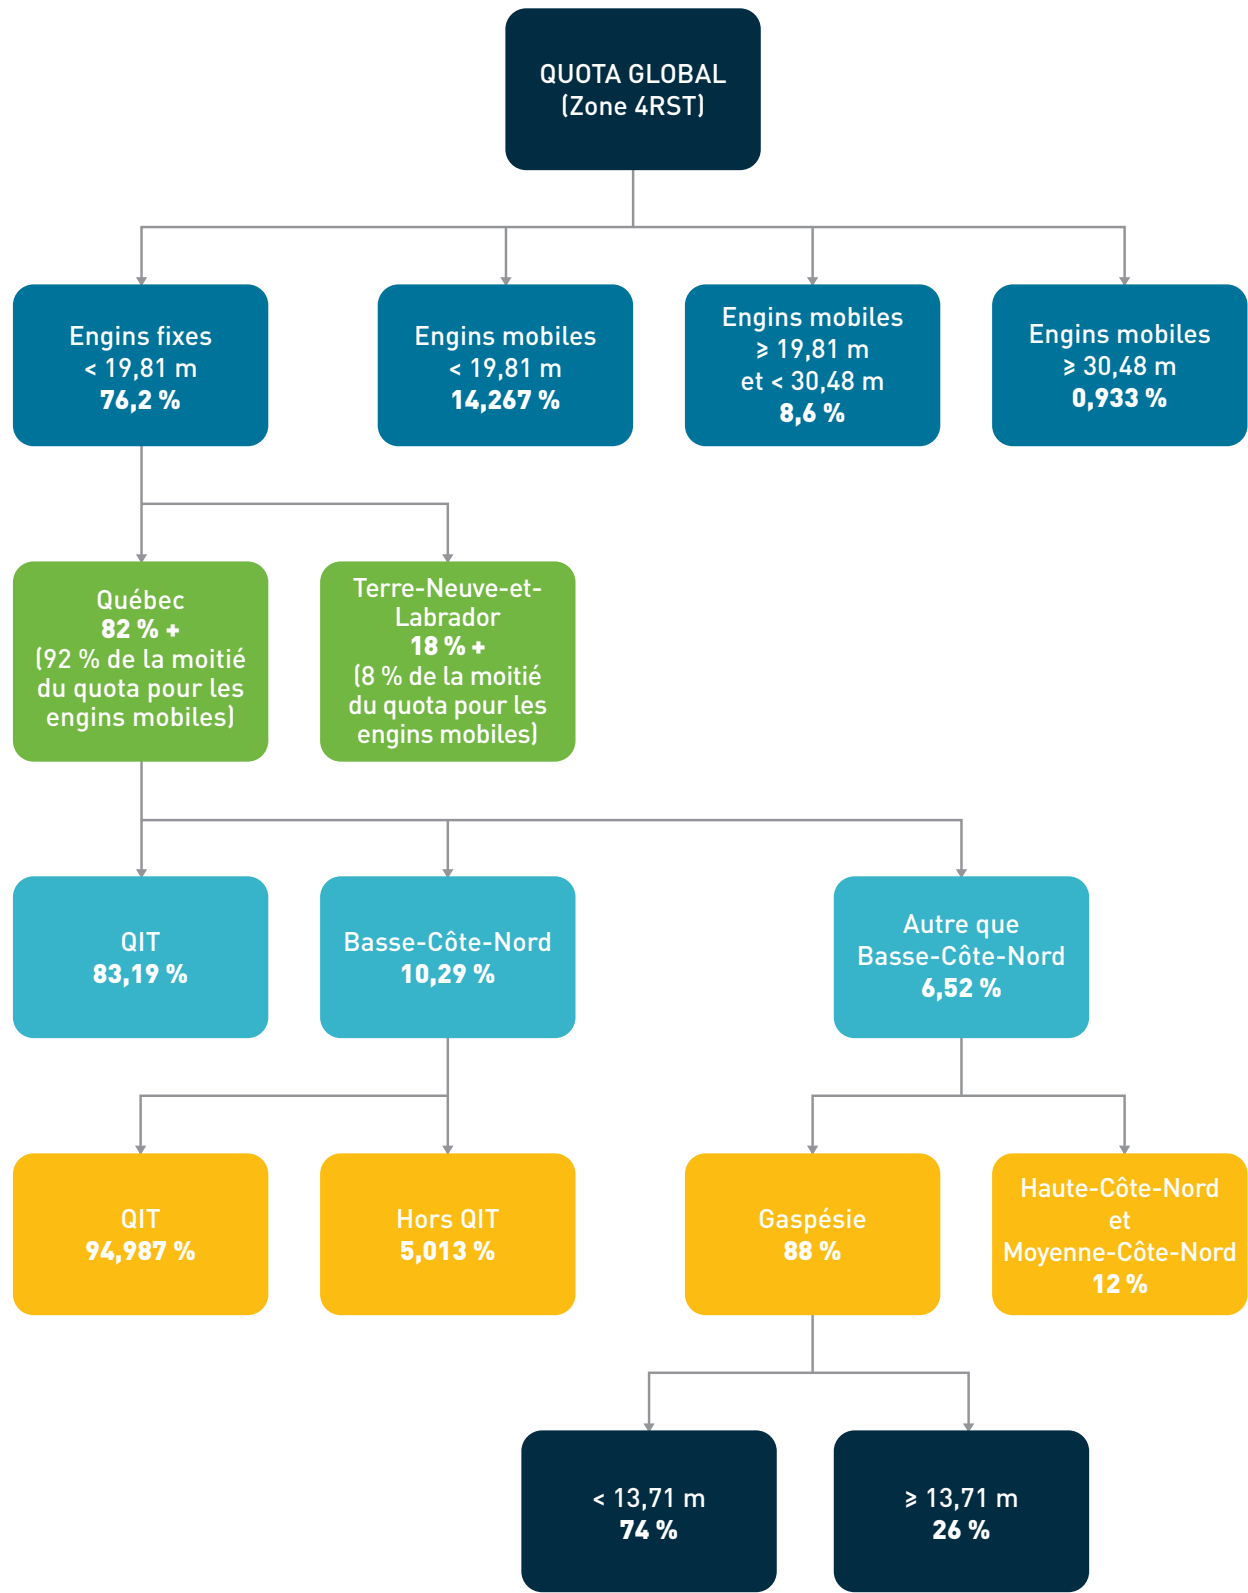 QUOTA GLOBAL
(Zone 4RST)
Engins fixes
< 19,81 m
76,2 %
Engins mobiles
< 19,81 m
14,267 %
Engins mobiles
⩾ 19,81 m
et < 30,48 m
8,6 %
Engins mobiles
⩾ 30,48 m
0,933 %
Québec
82 % +
(92 % de la moitié
du quota pour les
engins mobiles)
Terre-Neuve-et-
Labrador
18 % +
(8 % de la moitié
du quota pour les
engins mobiles)
QIT
83,19 %
Basse-Côte-Nord
10,29 %
Autre que
Basse-Côte-Nord
6,52 %
QIT
94,987 %
Hors QIT
5,013 %
Gaspésie
88 %
Haute-Côte-Nord
et
Moyenne-Côte-Nord
12 %
< 13,71 m
74 %
⩾ 13,71 m
26 %